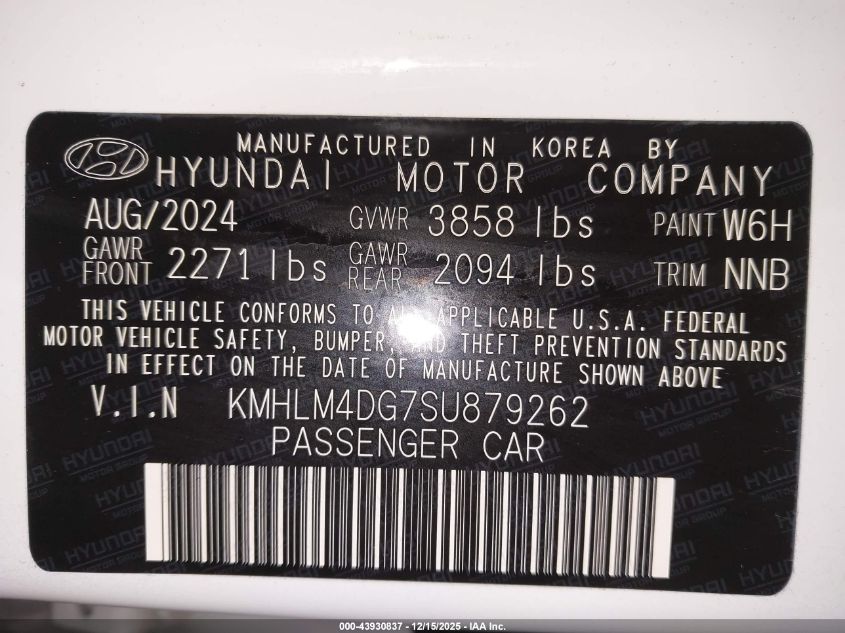 MANUFACTURED IN KOREA BY
HYUNDAI MOTOR COMPANY
AUG/2024 GVWR 3858 lbs PAINT W6H
GAWR FRONT 2271 lbs GAWR REAR 2094 lbs TRIM NNB
THIS VEHICLE CONFORMS TO ALL APPLICABLE U.S.A. FEDERAL
MOTOR VEHICLE SAFETY, BUMPER, AND THEFT PREVENTION STANDARDS
IN EFFECT ON THE DATE OF MANUFACTURE SHOWN ABOVE
V.I.N KMHLM4DG7SU879262
PASSENGER CAR
000-43930837 - 12/15/2025 - IAA Inc.